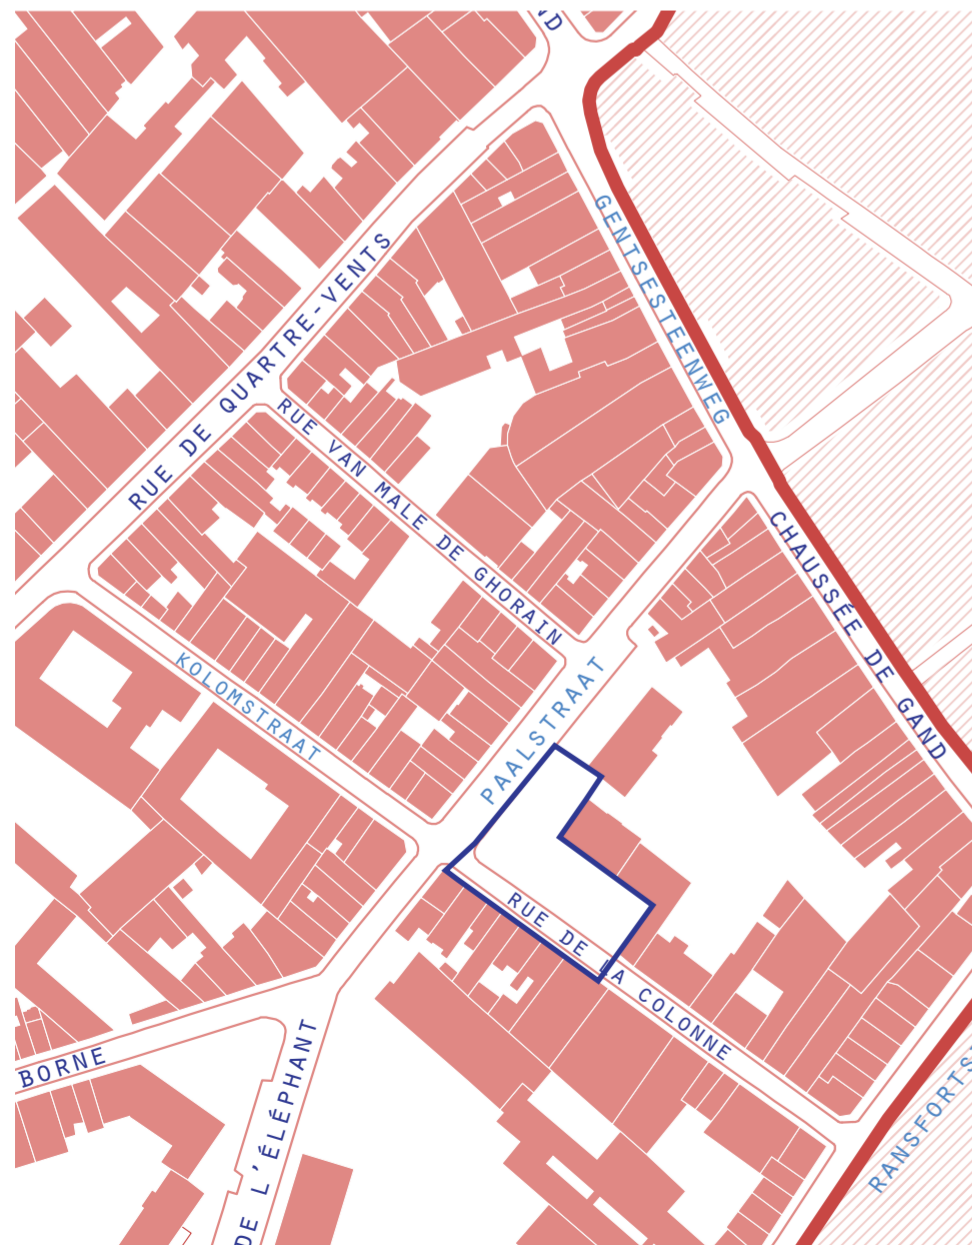 ND
GENTSESTEENWEG
RUE DE QUARTRE-VENTS
RUE VAN MALE DE GHORAIN
CHAUSSÉE DE GAND
KOLOMSTRAAT
PAALSTRAAT
RUE DE LA COLONNE
BORNE
DE L'ÉLÉPHANT
RANSFORTS